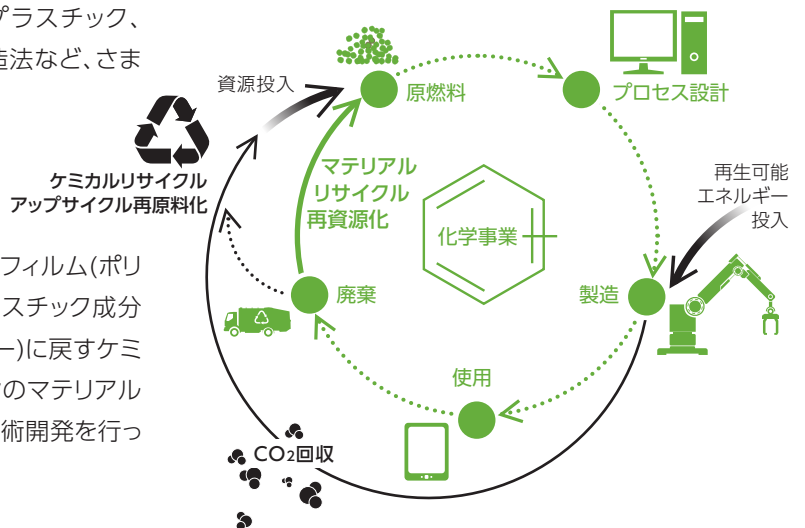 プラスチック、
造法など、さま
フィルム(ポリ
スチック成分
ー)に戻すケミ
のマテリアル
術開発を行っ
資源投入
原燃料
プロセス設計
ケミカルリサイクル
アップサイクル再原料化
マテリアル
リサイクル
再資源化
化学事業
再生可能
エネルギー
投入
廃棄
製造
使用
CO2回収